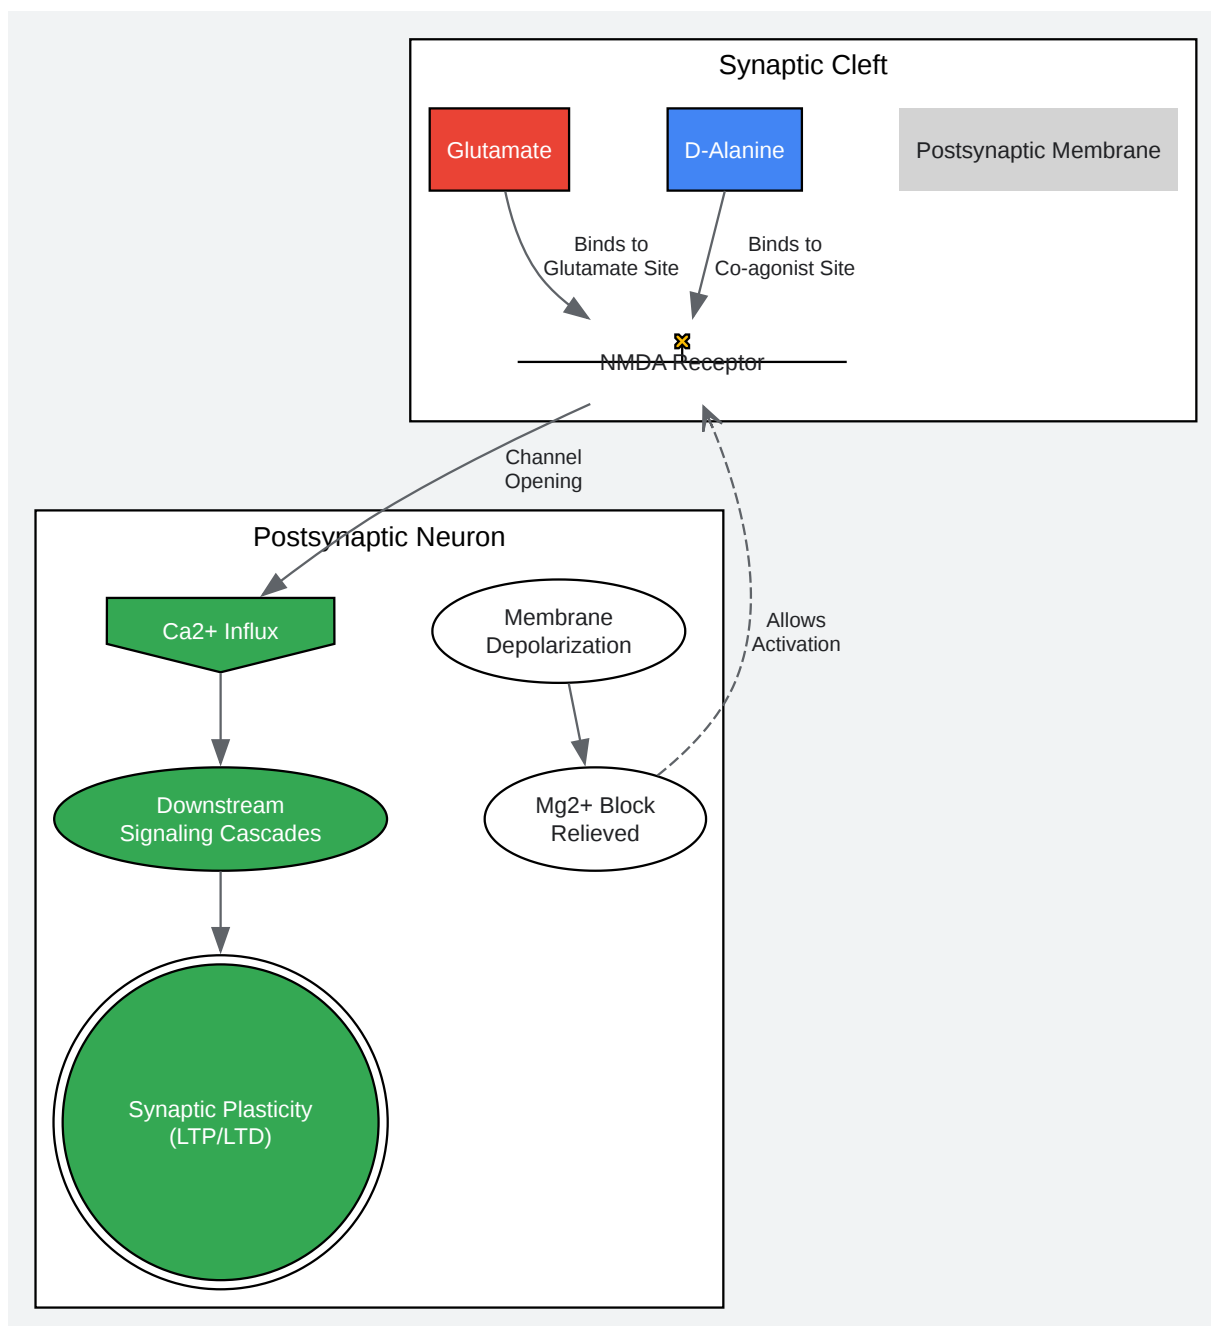 Synaptic Cleft
Glutamate
D-Alanine
Postsynaptic Membrane
Binds to
Glutamate Site
Binds to
Co-agonist Site
NMDA Receptor
Channel
Opening
Postsynaptic Neuron
Ca2+ Influx
Membrane
Depolarization
Allows
Activation
Downstream
Signaling Cascades
Mg2+ Block
Relieved
Synaptic Plasticity
(LTP/LTD)